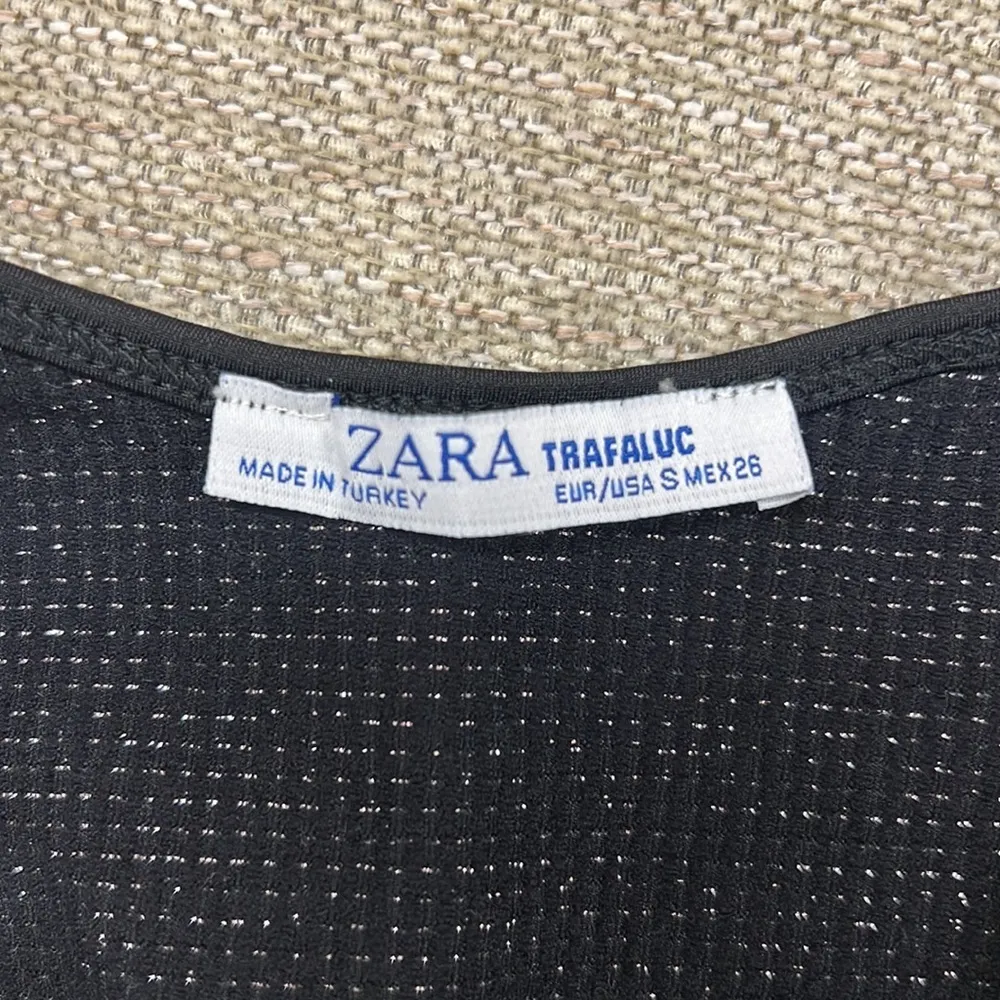 ZARA TRAFALUC
MADE IN TURKEY EUR/USA S MEX 26